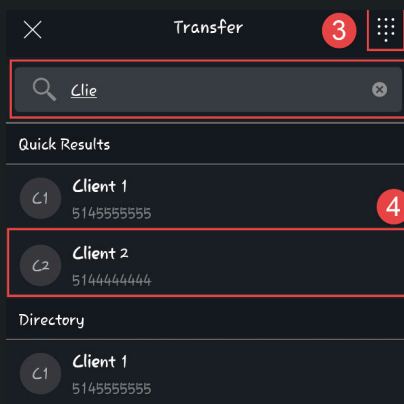 Transfer
3
Clie
Quick Results
C1
Client 1
5145555555
4
C2
Client 2
5144444444
Directory
C1
Client 1
5145555555